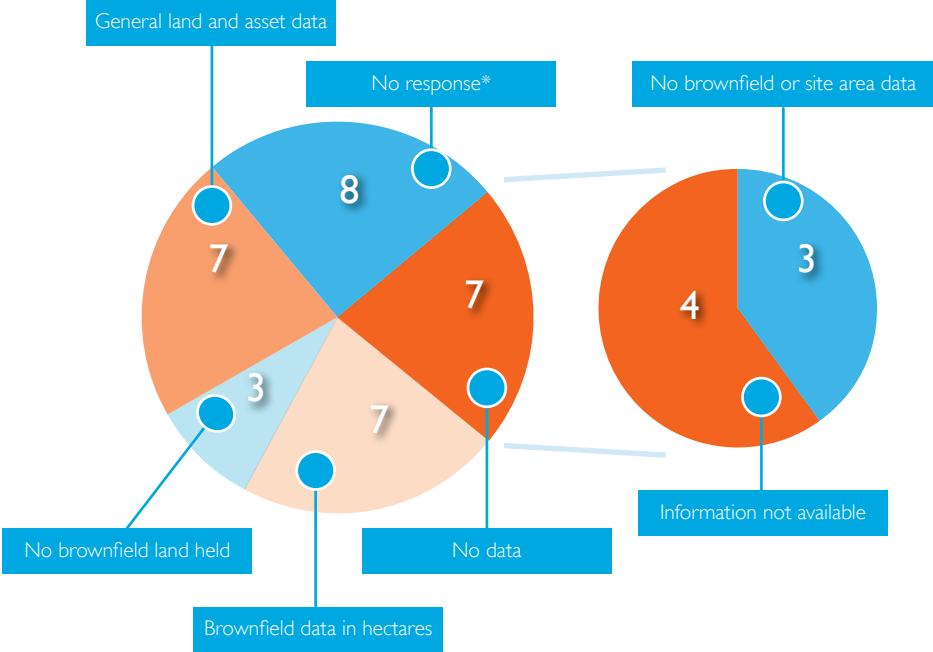 General land and asset data
No response*
No brownfield or site area data
8
7
7
3
4
3
7
Information not available
No brownfield land held
No data
Brownfield data in hectares